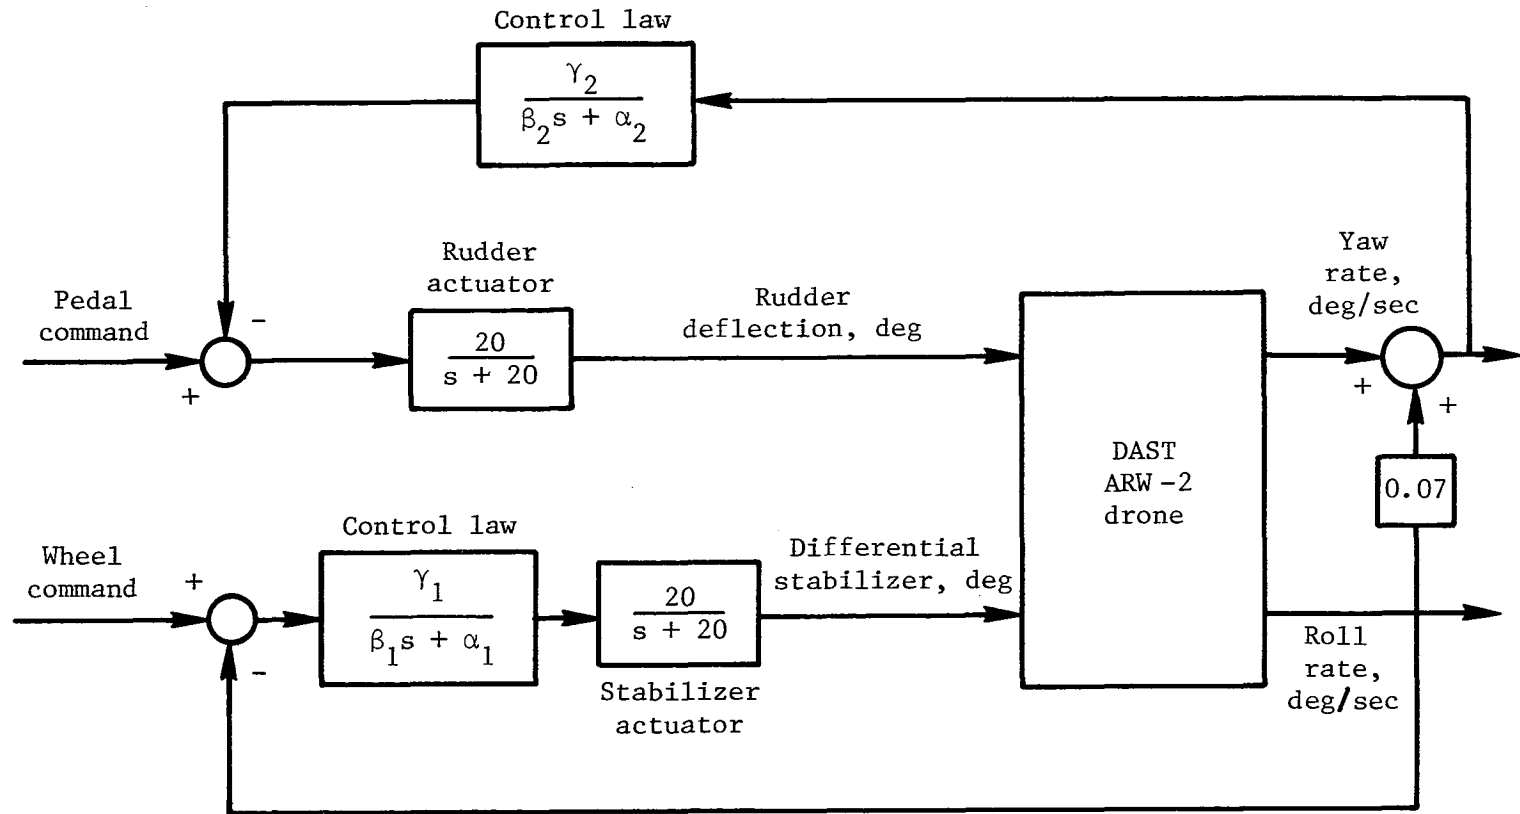 Control law
γ2
β2s + α2
Rudder
actuator
Pedal
command
-
+
20
s + 20
Rudder
deflection, deg
Yaw
rate,
deg/sec
+
+
0.07
DAST
ARW-2
drone
Control law
Wheel
command
+
-
γ1
β1s + α1
20
s + 20
Stabilizer
actuator
Differential
stabilizer, deg
Roll
rate,
deg/sec